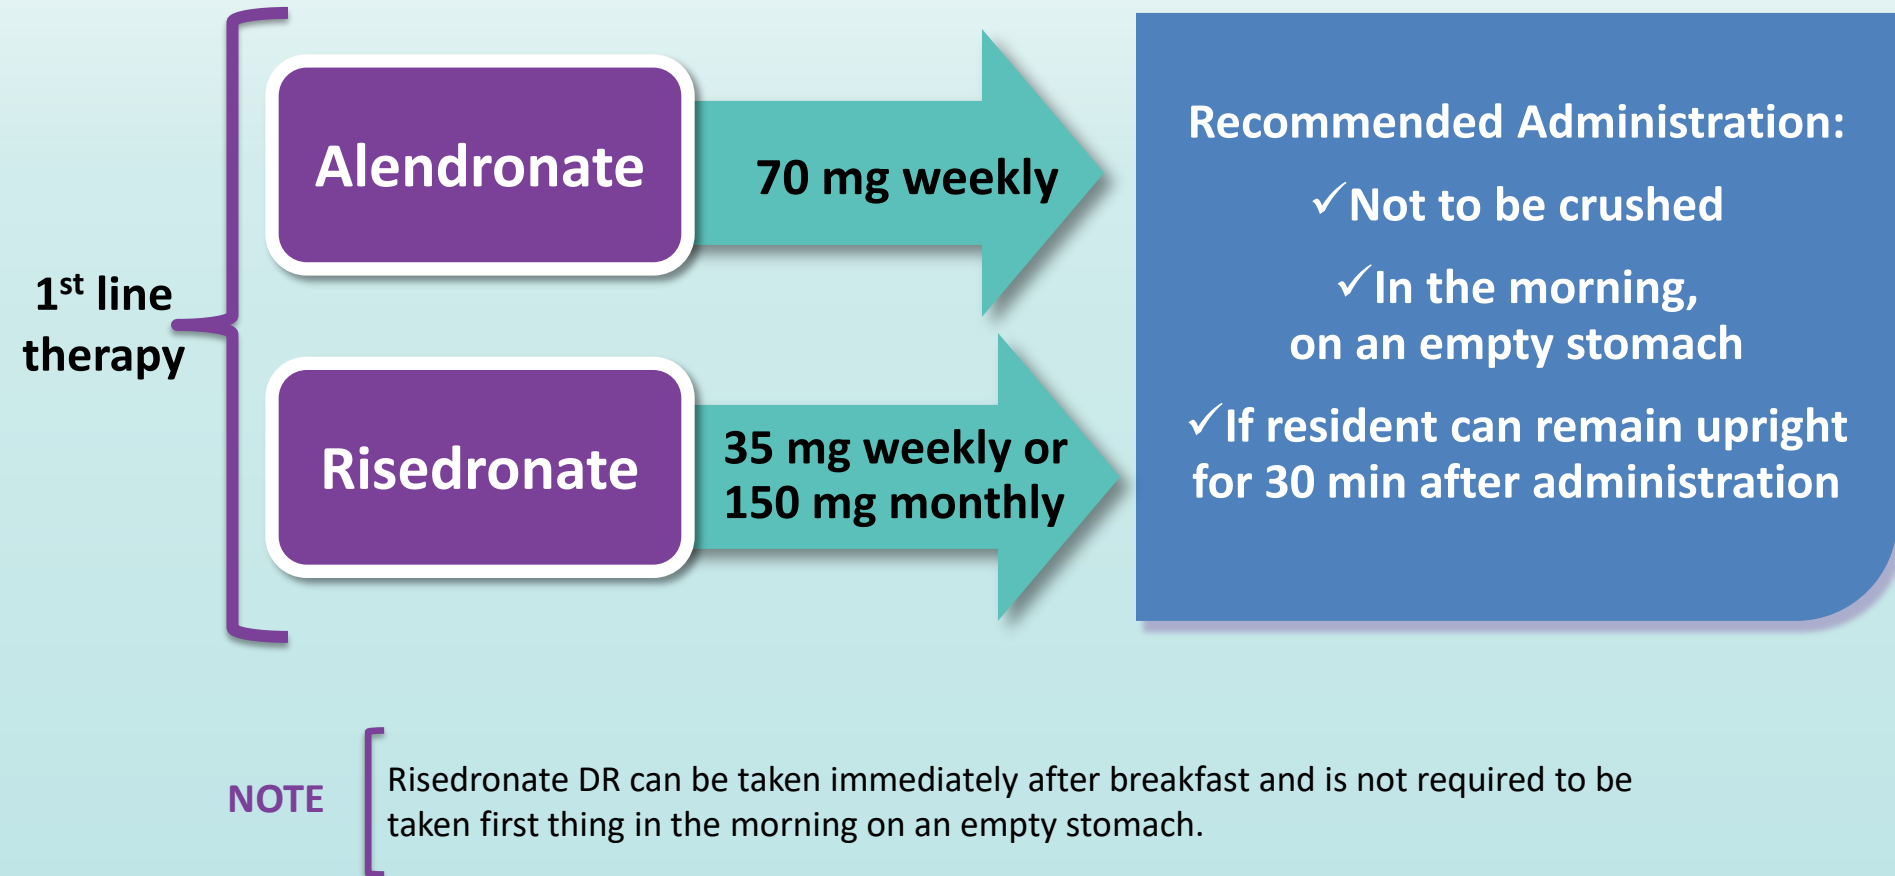 1st line
therapy
Alendronate
70 mg weekly
Risedronate
35 mg weekly or
150 mg monthly
Recommended Administration:
✓Not to be crushed
✓In the morning,
on an empty stomach
✓If resident can remain upright
for 30 min after administration
NOTE
Risedronate DR can be taken immediately after breakfast and is not required to be
taken first thing in the morning on an empty stomach.